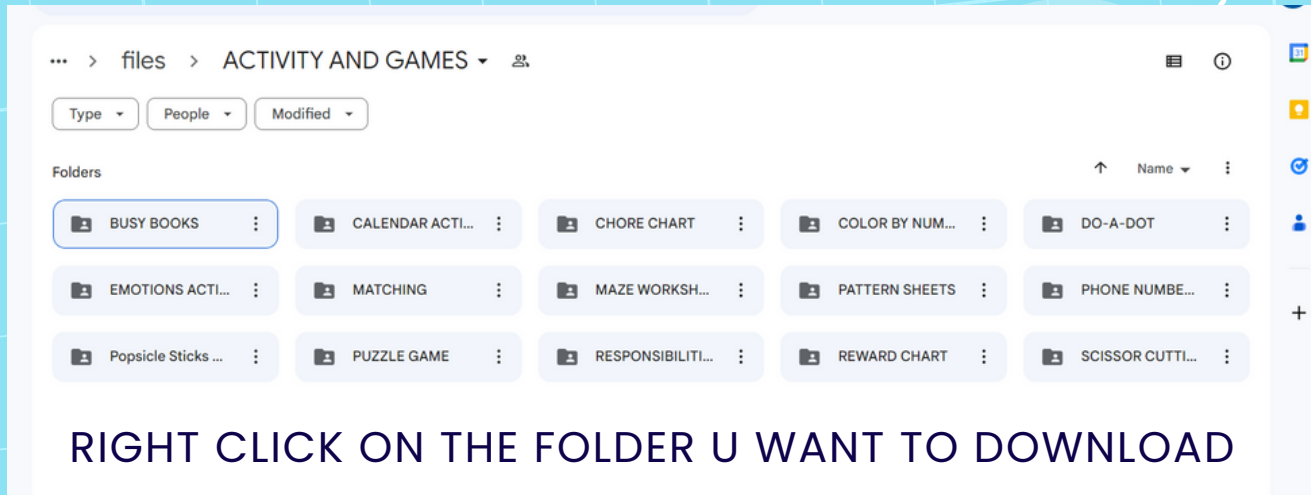 ... > files > ACTIVITY AND GAMES
Type People Modified
Folders Name
BUSY BOOKS CALENDAR ACTI... CHORE CHART COLOR BY NUM... DO-A-DOT
EMOTIONS ACTI... MATCHING MAZE WORKSH... PATTERN SHEETS PHONE NUMBE...
Popsicle Sticks ... PUZZLE GAME RESPONSIBILITI... REWARD CHART SCISSOR CUTTI...
RIGHT CLICK ON THE FOLDER U WANT TO DOWNLOAD
31